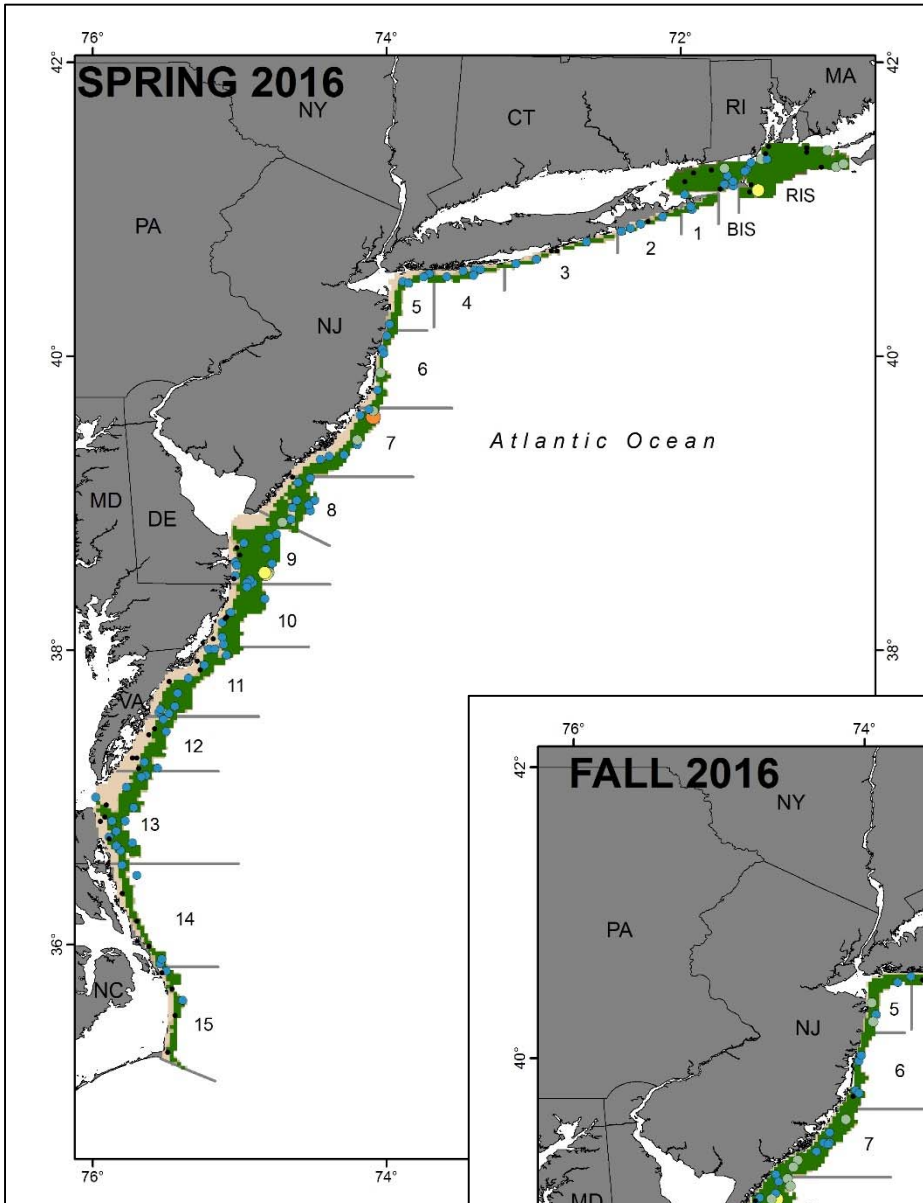 76°
74°
72°
42°
42°
SPRING 2016
NY
CT
RI
MA
PA
RIS
BIS
1
2
3
4
5
NJ
40°
40°
6
7
Atlantic Ocean
MD
DE
8
9
10
38°
38°
11
VA
12
13
14
36°
NC
15
76°
74°
76°
74°
42°
FALL 2016
NY
PA
5
NJ
40°
6
7
MD